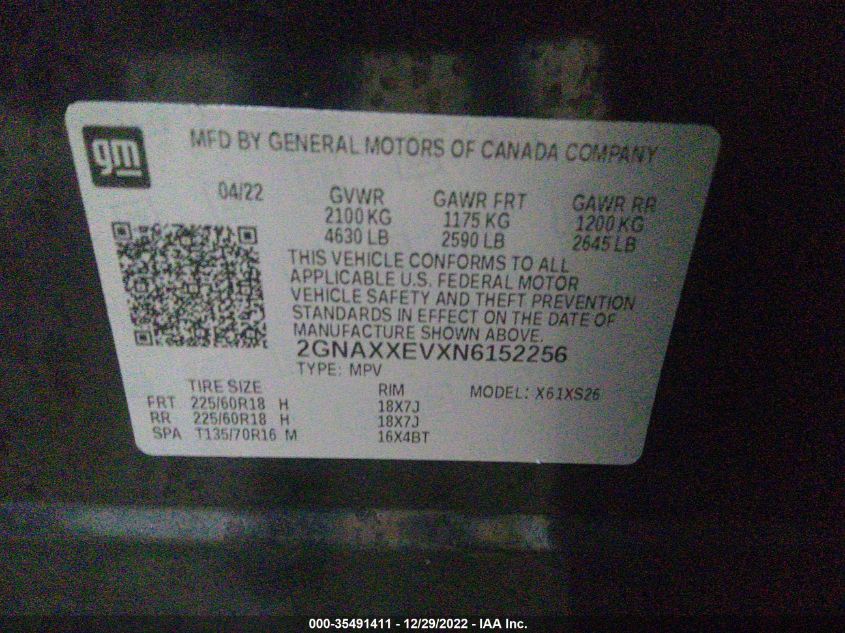 gm
MFD BY GENERAL MOTORS OF CANADA COMPANY
04/22 GVWR GAWR FRT GAWR RR
2100 KG 1175 KG 1200 KG
4630 LB 2590 LB 2645 LB
THIS VEHICLE CONFORMS TO ALL
APPLICABLE U.S. FEDERAL MOTOR
VEHICLE SAFETY AND THEFT PREVENTION
STANDARDS IN EFFECT ON THE DATE OF
MANUFACTURE SHOWN ABOVE.
2GNAXXEVXN6152256
TYPE: MPV
TIRE SIZE RIM MODEL: X61XS26
FRT 225/60R18 H 18X7J
RR 225/60R18 H 18X7J
SPA T135/70R16 M 16X4BT
000-35491411 - 12/29/2022 - IAA Inc.